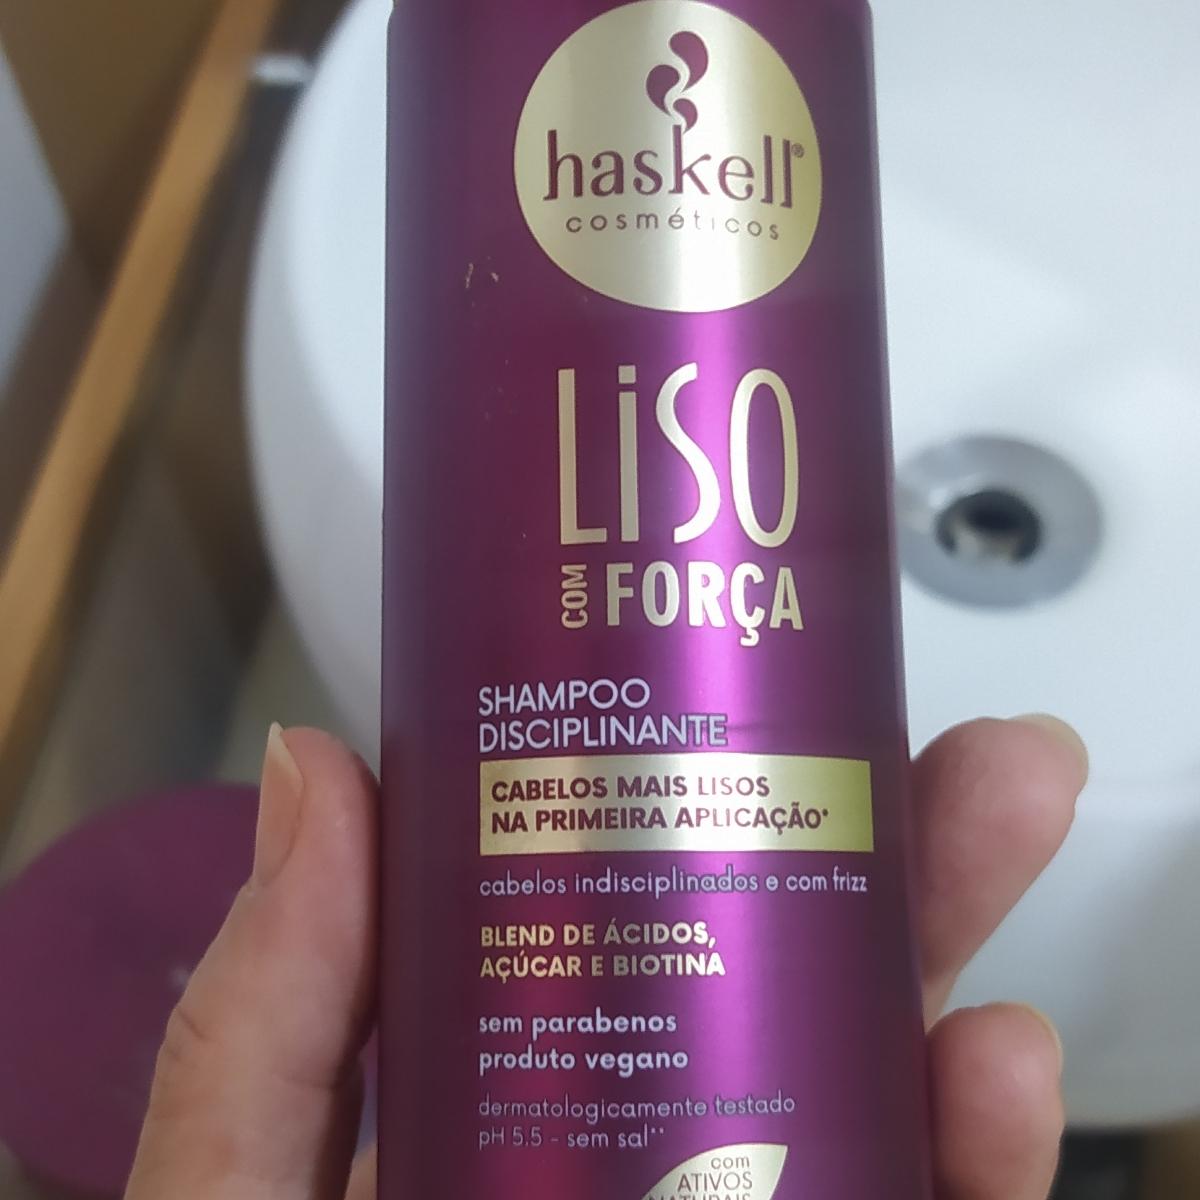 haskell®
cosméticos
LiSO
COM FORÇA
SHAMPOO
DISCIPLINANTE
CABELOS MAIS LISOS
NA PRIMEIRA APLICAÇÃO*
cabelos indisciplinados e com frizz
BLEND DE ÁCIDOS,
AÇÚCAR E BIOTINA
sem parabenos
produto vegano
dermatologicamente testado
pH 5.5 - sem sal**
com
ATIVOS
NATURAIS